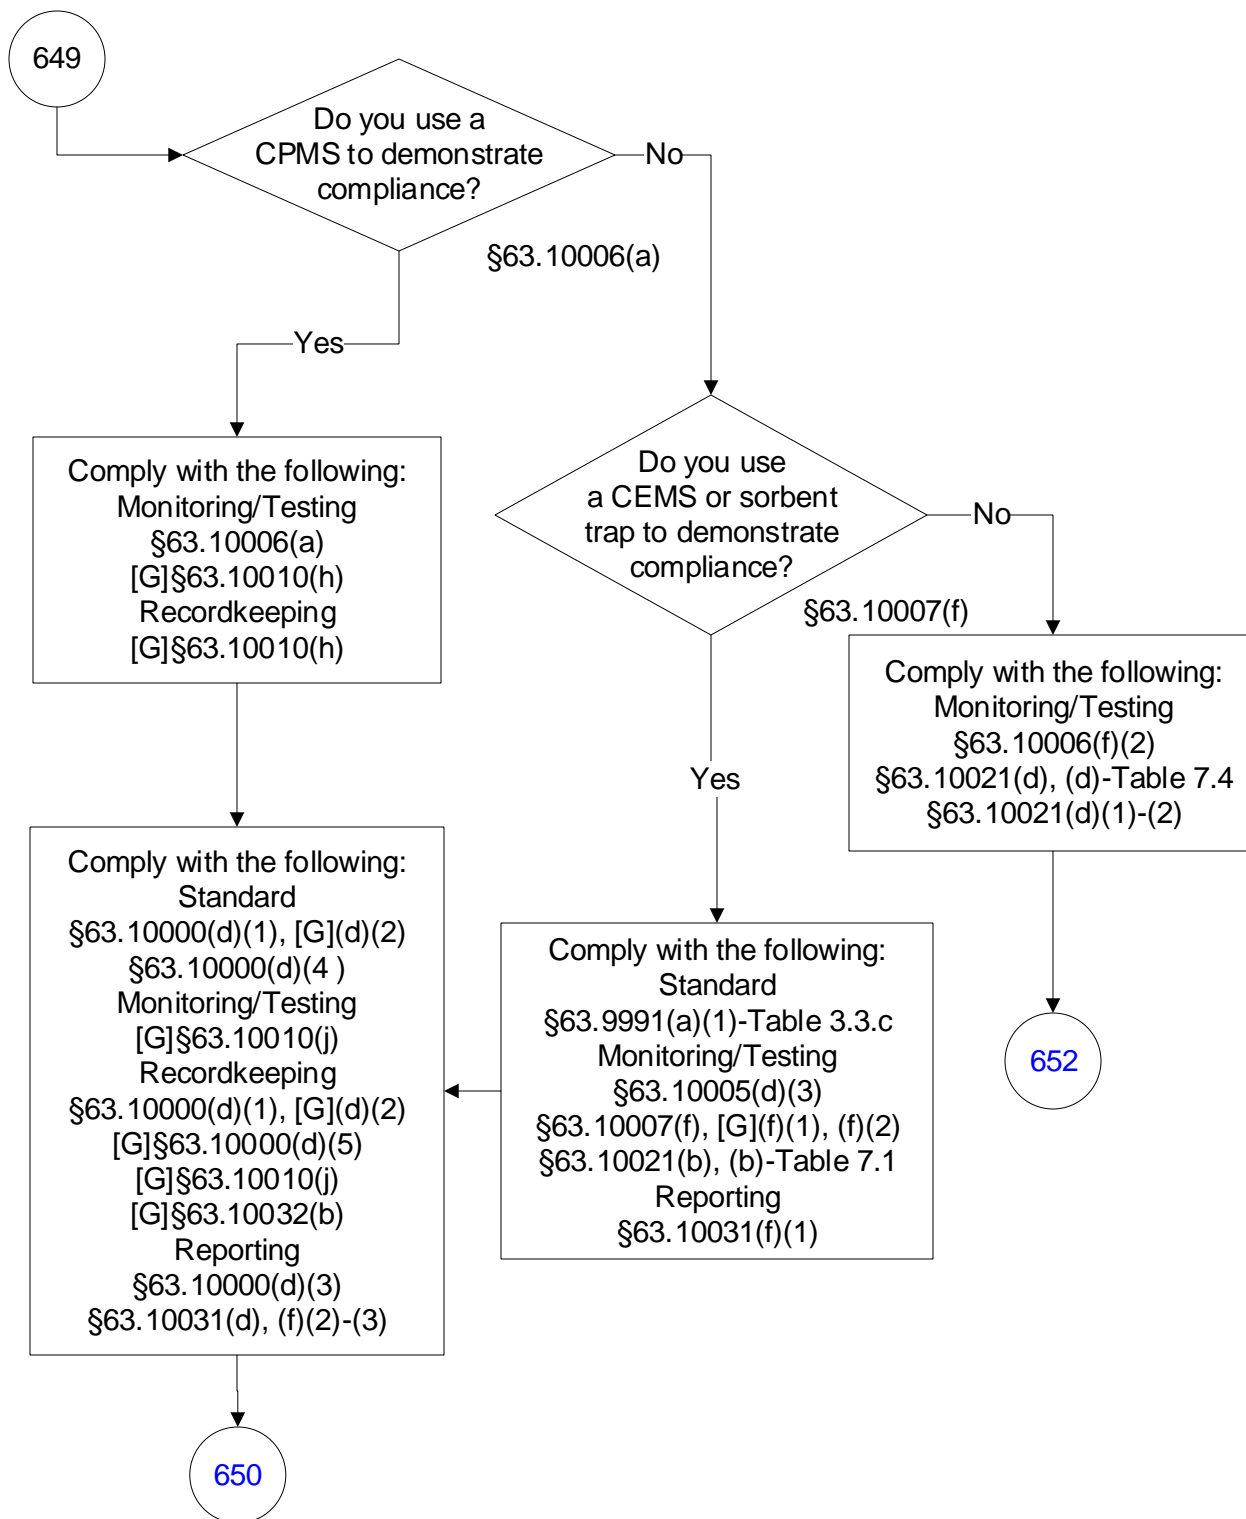 649
Do you use a
CPMS to demonstrate
compliance?
No
§63.10006(a)
Yes
Comply with the following:
Monitoring/Testing
§63.10006(a)
[G]§63.10010(h)
Recordkeeping
[G]§63.10010(h)
Do you use
a CEMS or sorbent
trap to demonstrate
compliance?
No
§63.10007(f)
Yes
Comply with the following:
Monitoring/Testing
§63.10006(f)(2)
§63.10021(d), (d)-Table 7.4
§63.10021(d)(1)-(2)
652
Comply with the following:
Standard
§63.9991(a)(1)-Table 3.3.c
Monitoring/Testing
§63.10005(d)(3)
§63.10007(f), [G](f)(1), (f)(2)
§63.10021(b), (b)-Table 7.1
Reporting
§63.10031(f)(1)
Comply with the following:
Standard
§63.10000(d)(1), [G](d)(2)
§63.10000(d)(4 )
Monitoring/Testing
[G]§63.10010(j)
Recordkeeping
§63.10000(d)(1), [G](d)(2)
[G]§63.10000(d)(5)
[G]§63.10010(j)
[G]§63.10032(b)
Reporting
§63.10000(d)(3)
§63.10031(d), (f)(2)-(3)
650